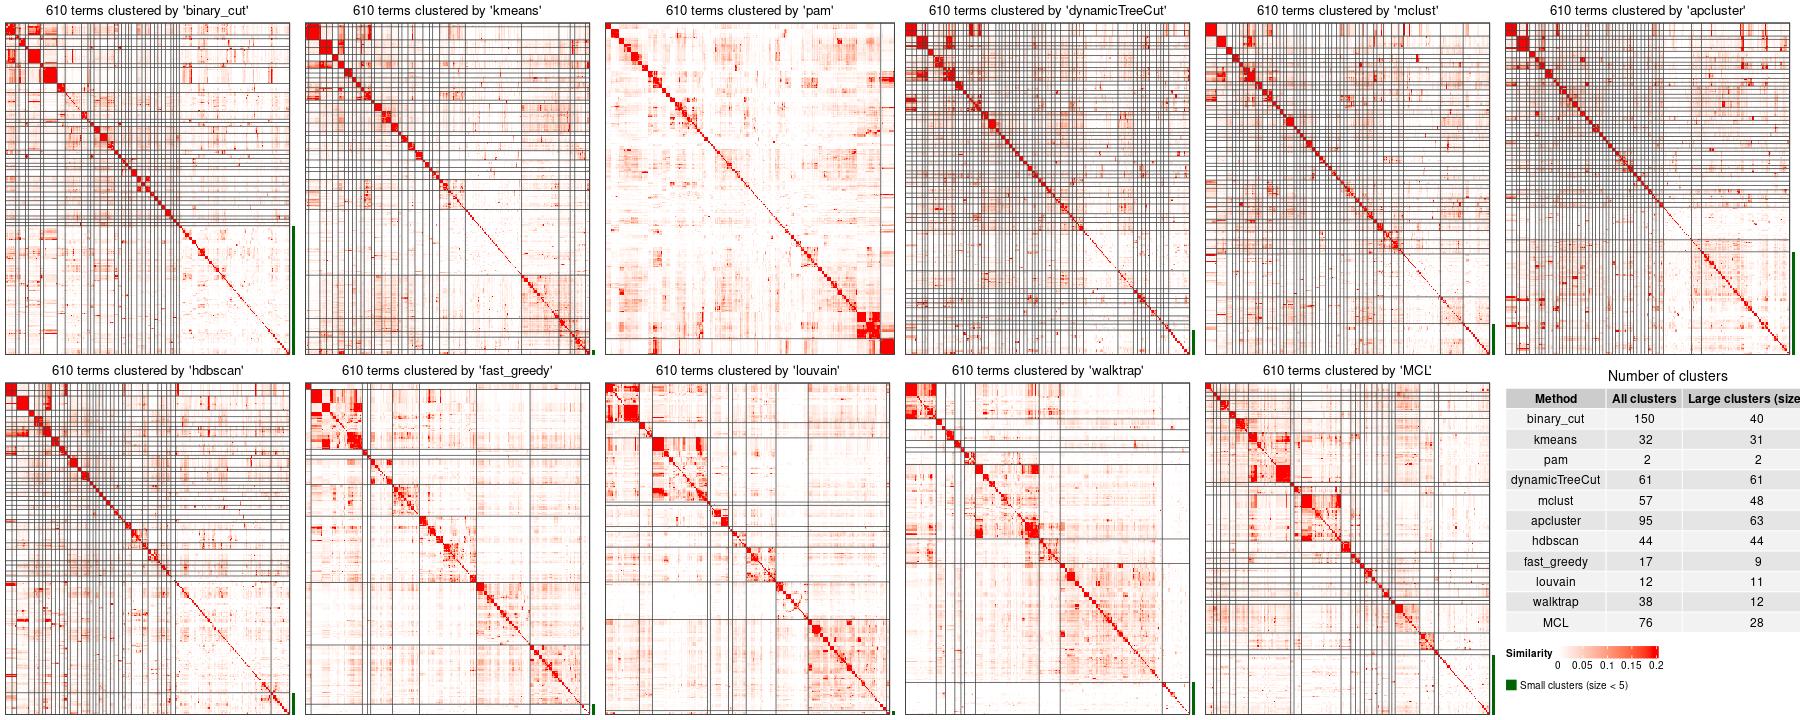 610 terms clustered by 'binary_cut'
610 terms clustered by 'kmeans'
610 terms clustered by 'pam'
610 terms clustered by 'dynamicTreeCut'
610 terms clustered by 'mclust'
610 terms clustered by 'apcluster'
610 terms clustered by 'hdbscan'
610 terms clustered by 'fast_greedy'
610 terms clustered by 'louvain'
610 terms clustered by 'walktrap'
610 terms clustered by 'MCL'
Number of clusters
Method All clusters Large clusters (size
binary_cut 150 40
kmeans 32 31
pam 2 2
dynamicTreeCut 61 61
mclust 57 48
apcluster 95 63
hdbscan 44 44
fast_greedy 17 9
louvain 12 11
walktrap 38 12
MCL 76 28
Similarity
0 0.05 0.1 0.15 0.2
Small clusters (size < 5)